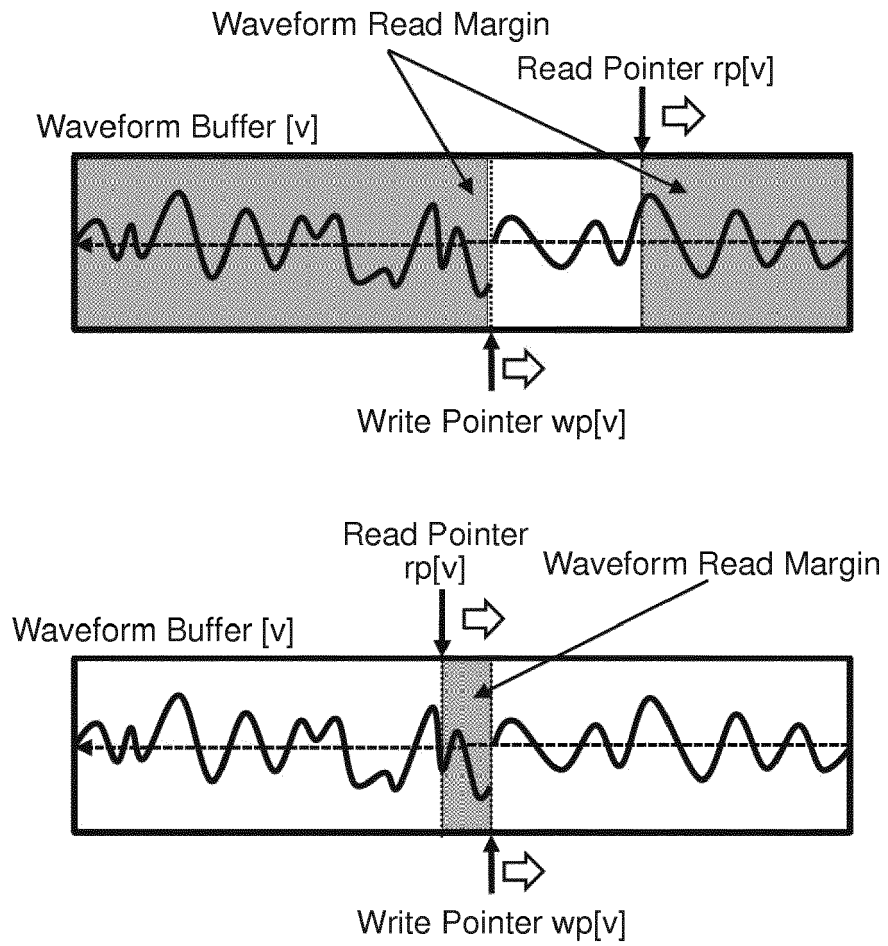 Waveform Read Margin
Read Pointer rp[v]
Waveform Buffer [v]
Write Pointer wp[v]
Read Pointer
rp[v]
Waveform Read Margin
Waveform Buffer [v]
Write Pointer wp[v]